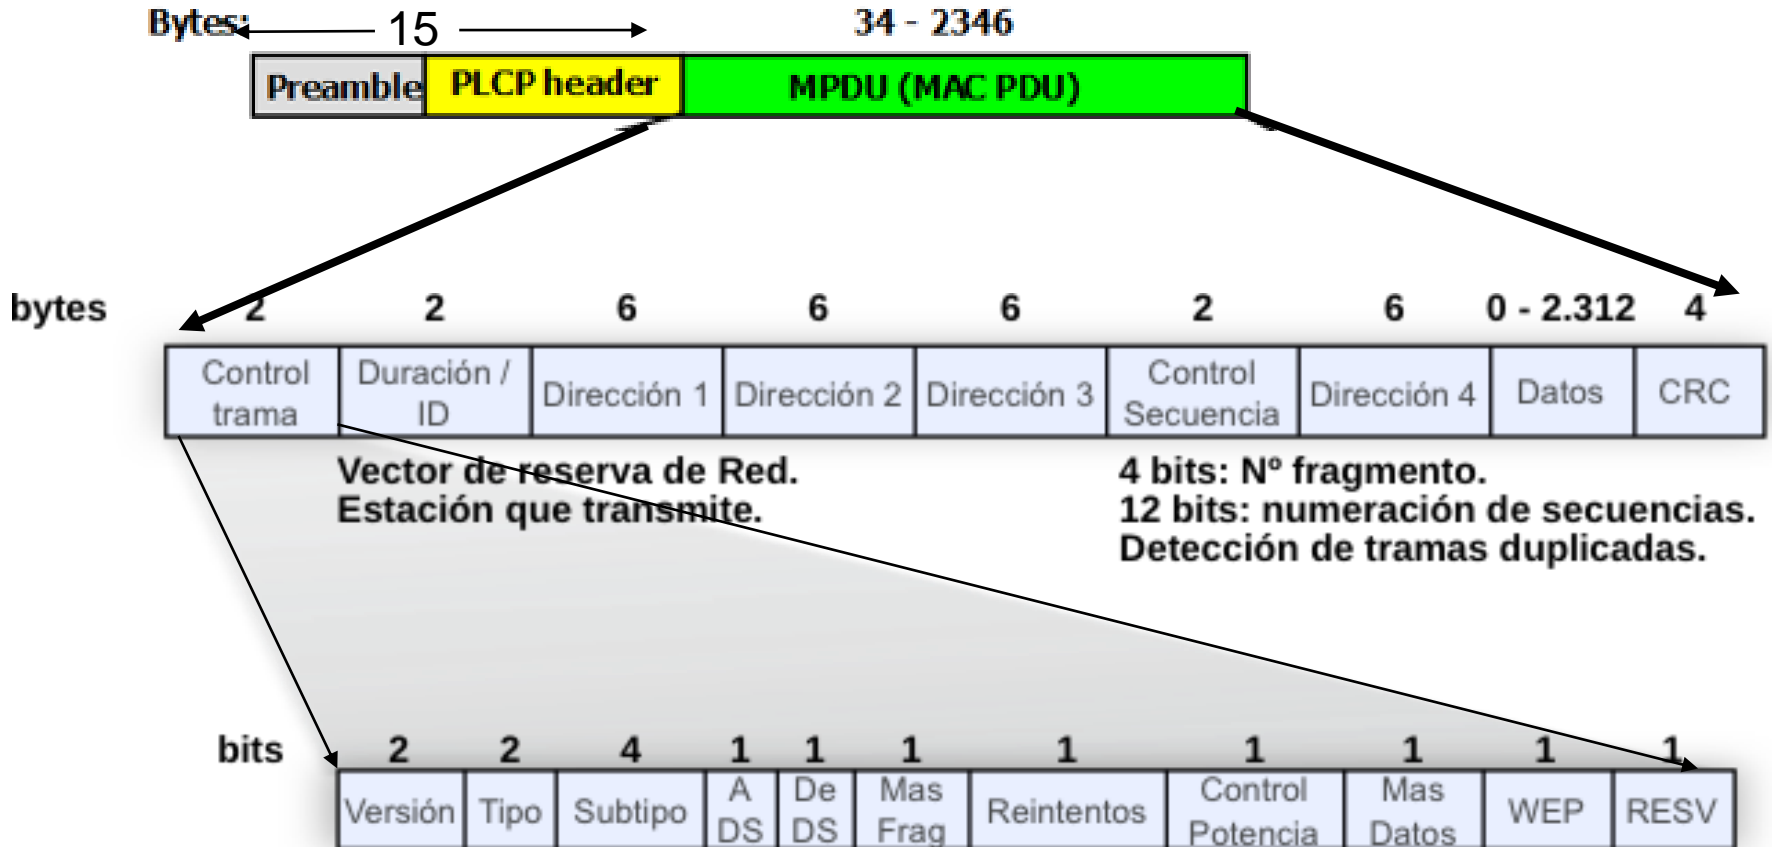 Bytes: 15 34 - 2346
Preamble PLCP header MPDU (MAC PDU)
bytes 2 2 6 6 6 2 6 0 - 2.312 4
Control trama Duración / ID Dirección 1 Dirección 2 Dirección 3 Control Secuencia Dirección 4 Datos CRC
Vector de reserva de Red.
Estación que transmite.
4 bits: Nº fragmento.
12 bits: numeración de secuencias.
Detección de tramas duplicadas.
bits 2 2 4 1 1 1 1 1 1 1 1
Versión Tipo Subtipo A DS De DS Mas Frag Reintentos Control Potencia Mas Datos WEP RESV